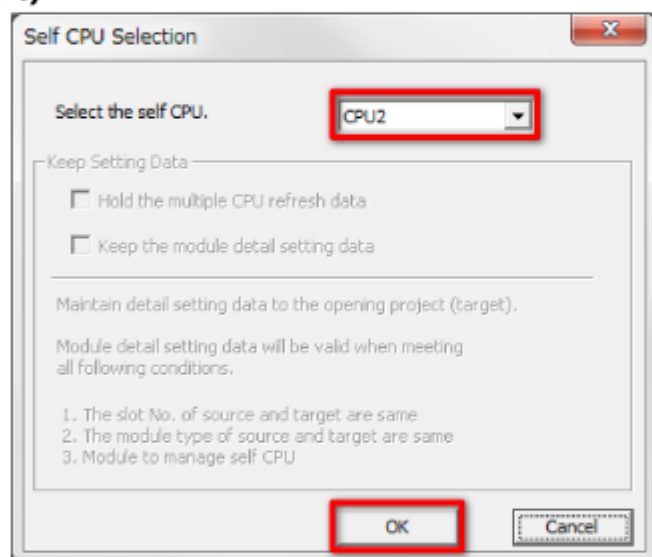 Self CPU Selection
Select the self CPU.
CPU2
Keep Setting Data
Hold the multiple CPU refresh data
Keep the module detail setting data
Maintain detail setting data to the opening project (target).
Module detail setting data will be valid when meeting
all following conditions.
1. The slot No. of source and target are same
2. The module type of source and target are same
3. Module to manage self CPU
OK
Cancel